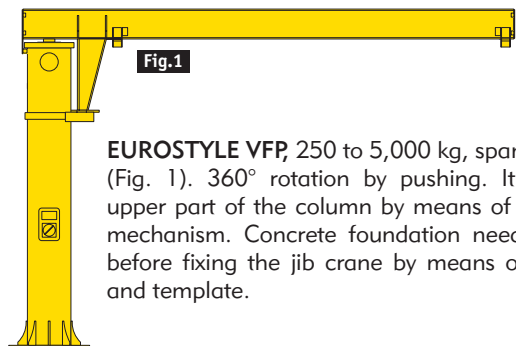 Fig.1
EUROSTYLE VFP, 250 to 5,000 kg, span
(Fig. 1). 360° rotation by pushing. It
upper part of the column by means of
mechanism. Concrete foundation need
before fixing the jib crane by means o
and template.